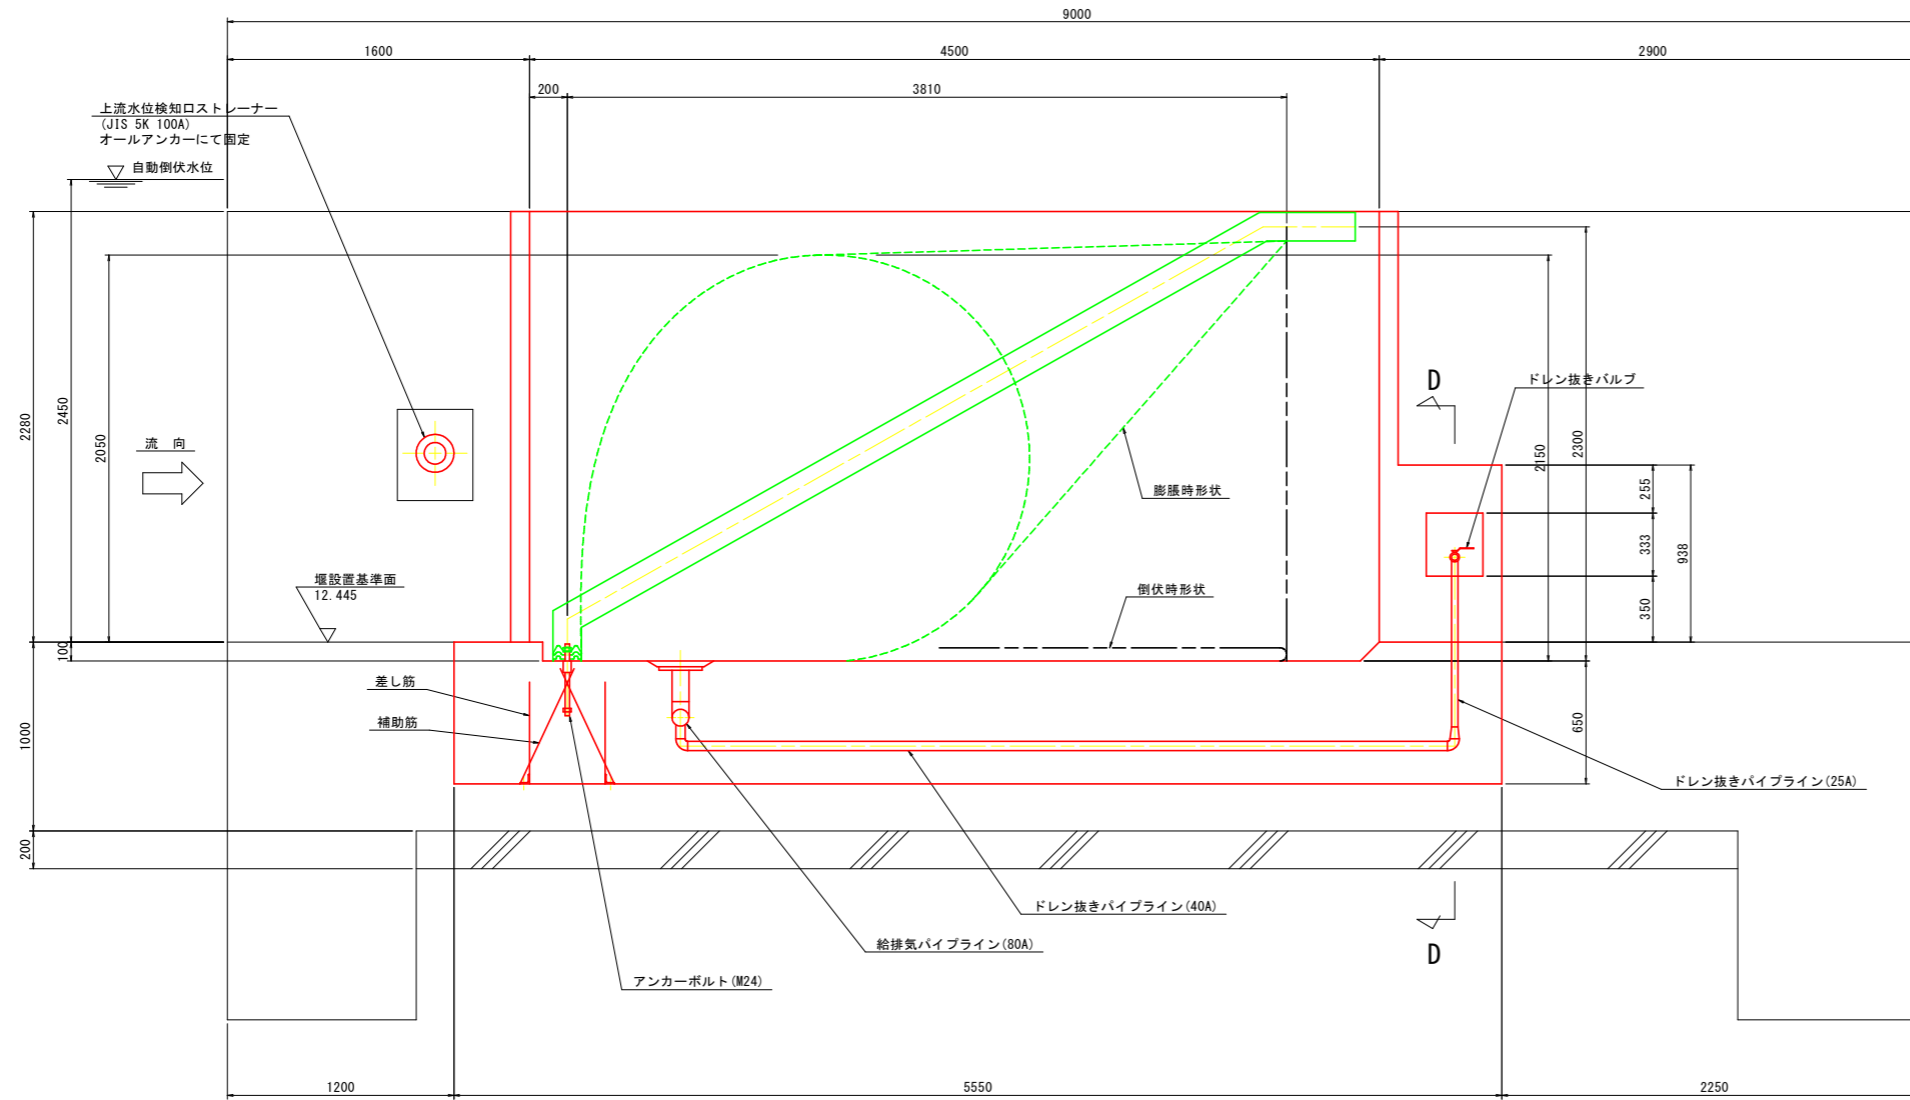 9000
1600
4500
2900
200
3810
上流水位検知口ストレーナー
(JIS 5K 100A)
オールアンカーにて固定
自動倒伏水位
2280
2450
2050
流 向
D
ドレン抜きバルブ
2150
2300
膨脹時形状
255
333
938
350
堰設置基準面
12.445
倒伏時形状
100
差し筋
補助筋
1000
650
ドレン抜きパイプライン(25A)
200
ドレン抜きパイプライン(40A)
給排気パイプライン(80A)
D
アンカーボルト(M24)
1200
5550
2250